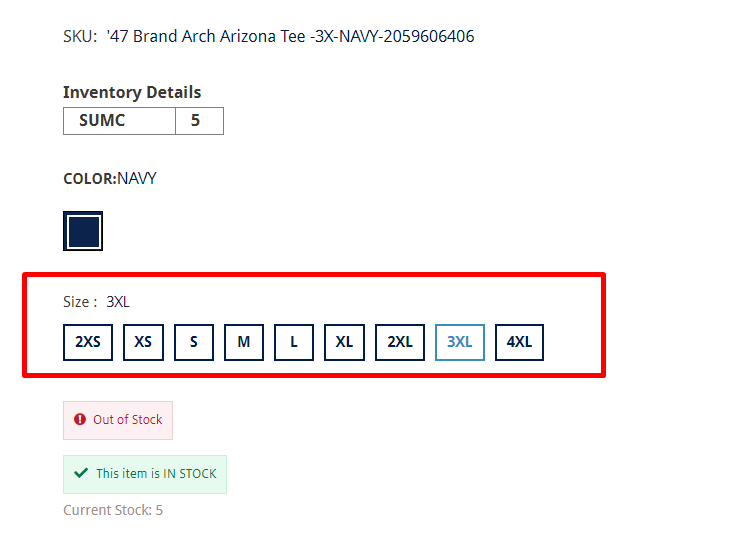 SKU: '47 Brand Arch Arizona Tee -3X-NAVY-2059606406
Inventory Details
SUMC 5
COLOR:NAVY
Size : 3XL
2XS XS S M L XL 2XL 3XL 4XL
Out of Stock
This item is IN STOCK
Current Stock: 5